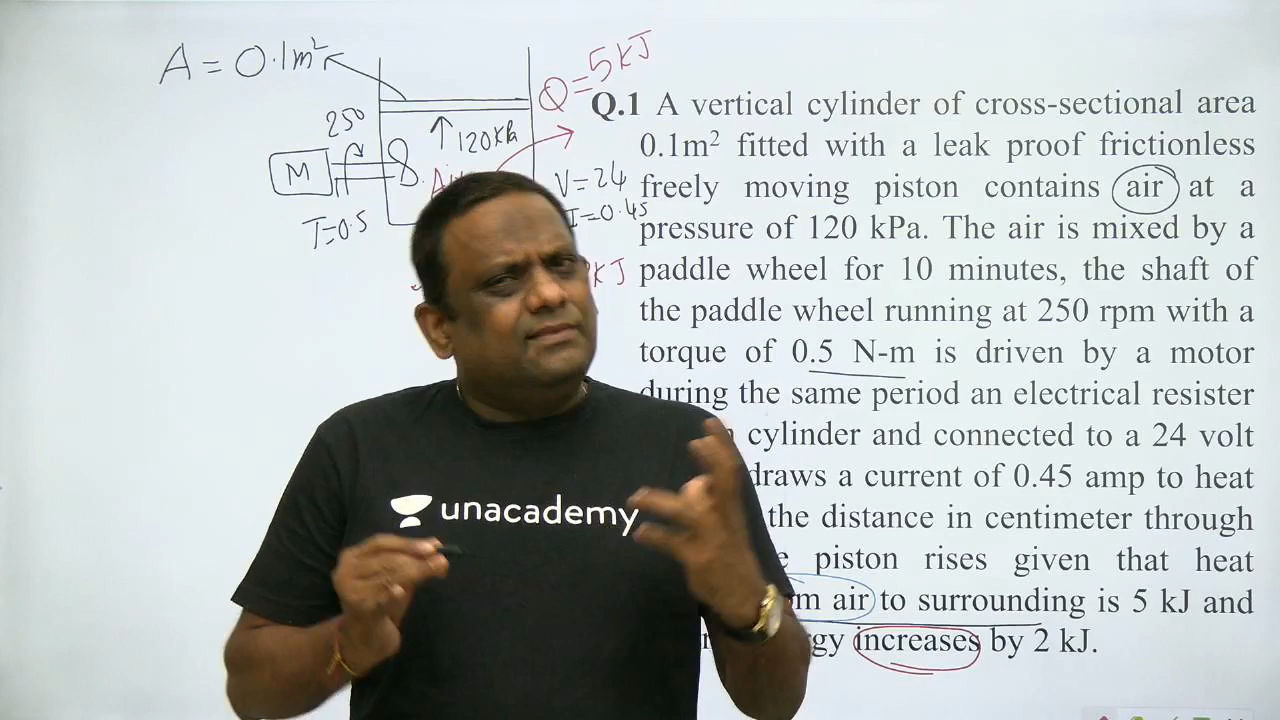 A = 0.1m²
Q = 5 kJ
250
120 kPa
M
T=0.5
V = 24
I = 0.45
kJ
Q.1 A vertical cylinder of cross-sectional area
0.1m² fitted with a leak proof frictionless
freely moving piston contains air at a
pressure of 120 kPa. The air is mixed by a
paddle wheel for 10 minutes, the shaft of
the paddle wheel running at 250 rpm with a
torque of 0.5 N-m is driven by a motor
during the same period an electrical resister
cylinder and connected to a 24 volt
draws a current of 0.45 amp to heat
the distance in centimeter through
piston rises given that heat
air to surrounding is 5 kJ and
increases by 2 kJ.
unacademy